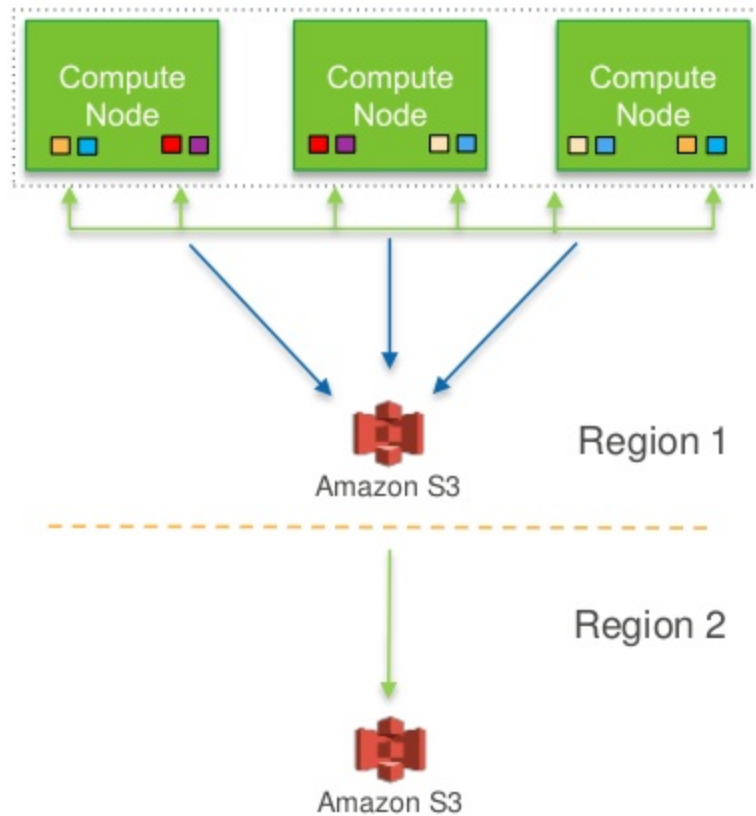 Compute
Node
Compute
Node
Compute
Node
Amazon S3
Region 1
Region 2
Amazon S3